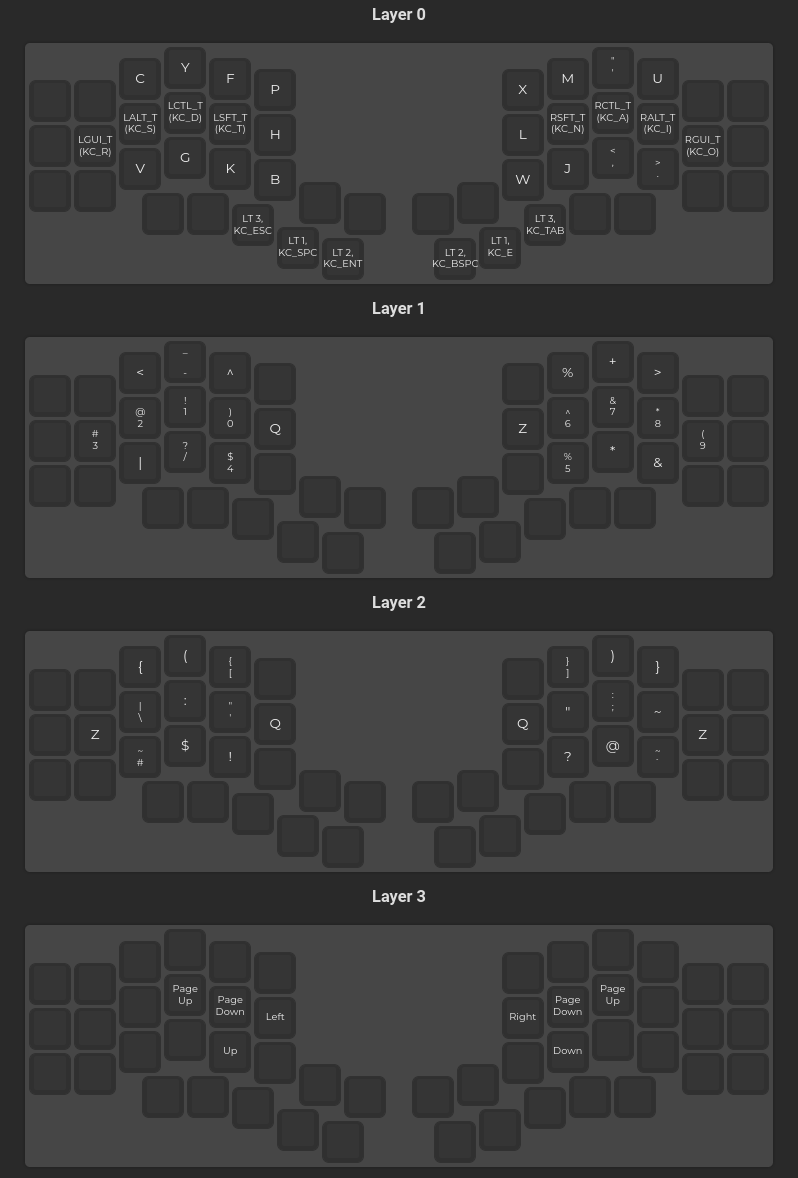 Layer 0
C Y F P X M " ' U
LGUI_T (KC_R) LALT_T (KC_S) LCTL_T (KC_D) LSFT_T (KC_T) H L RSFT_T (KC_N) RCTL_T (KC_A) RALT_T (KC_I) RGUI_T (KC_O)
V G K B W J < , > .
LT 3, KC_ESC LT 3, KC_TAB
LT 1, KC_SPC LT 1, KC_E
LT 2, KC_ENT LT 2, KC_BSPC
Layer 1
< _ - ^ % + >
# 3 @ 2 ! 1 ) 0 Q Z ^ 6 & 7 * 8 ( 9
| ? / $ 4 % 5 * &
Layer 2
{ ( { [ } ] ) }
Z | \ : " ' Q Q " : ; ~ Z
~ # $ ! ? @ ~ `
Layer 3
Page Up Page Down Left Right Page Down Page Up
Up Down